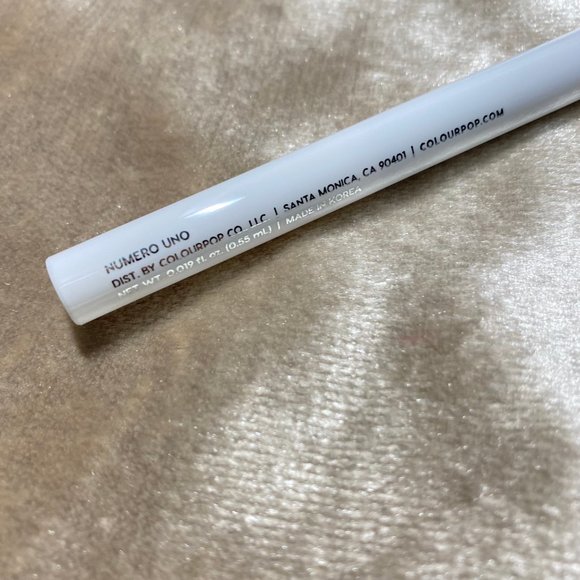 NUMERO UNO
DIST. BY COLOURPOP CO., LLC. | SANTA MONICA, CA 90401 | COLOURPOP.COM
NET WT. 0.019 fl. oz. (0.55 mL) | MADE IN KOREA